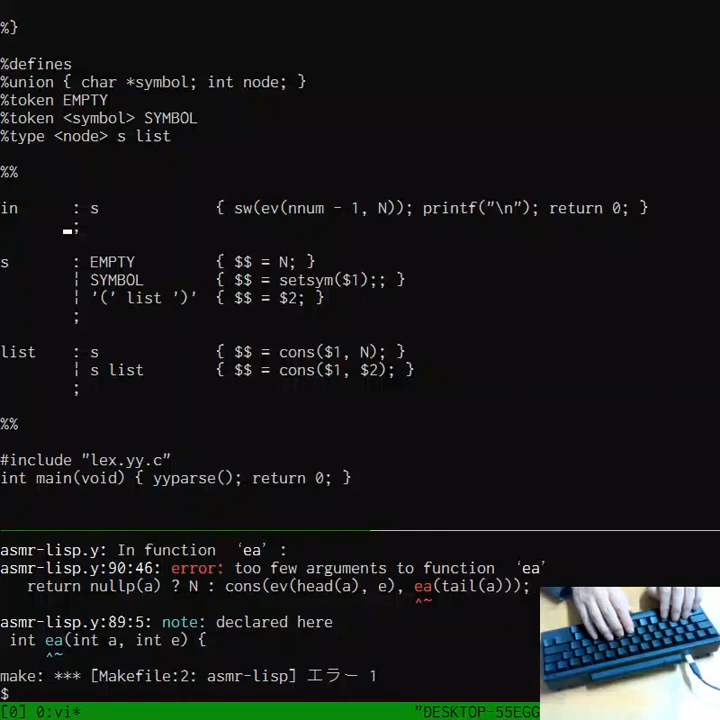 %}
%defines
%union { char *symbol; int node; }
%token EMPTY
%token <symbol> SYMBOL
%type <node> s list
%%
in : s { sw(ev(nnum - 1, N)); printf("\n"); return 0; }
;
s : EMPTY { $$ = N; }
| SYMBOL { $$ = setsym($1);; }
| '(' list ')' { $$ = $2; }
;
list : s { $$ = cons($1, N); }
| s list { $$ = cons($1, $2); }
;
%%
#include "lex.yy.c"
int main(void) { yyparse(); return 0; }
asmr-lisp.y: In function ‘ea’ :
asmr-lisp.y:90:46: error: too few arguments to function ‘ea’
return nullp(a) ? N : cons(ev(head(a), e), ea(tail(a)));
^~
asmr-lisp.y:89:5: note: declared here
int ea(int a, int e) {
^~
make: *** [Makefile:2: asmr-lisp] エラー 1
$
[0] 0:vi* "DESKTOP-55EGG